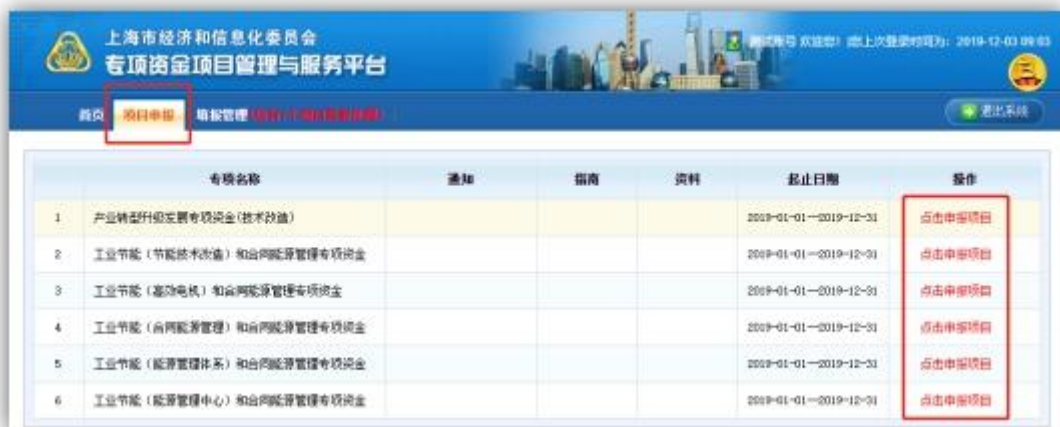 上海市经济和信息化委员会
专项资金项目管理与服务平台
测试账号 欢迎您! 您上次登录时间为: 2019-12-03 09:03
首页 项目申报 填报管理
退出系统
专项名称 通知 指南 资料 起止日期 操作
1 产业转型升级发展专项资金(技术改造) 2019-01-01--2019-12-31 点击申报项目
2 工业节能（节能技术改造）和合同能源管理专项资金 2019-01-01--2019-12-31 点击申报项目
3 工业节能（高效电机）和合同能源管理专项资金 2019-01-01--2019-12-31 点击申报项目
4 工业节能（合同能源管理）和合同能源管理专项资金 2019-01-01--2019-12-31 点击申报项目
5 工业节能（能源管理体系）和合同能源管理专项资金 2019-01-01--2019-12-31 点击申报项目
6 工业节能（能源管理中心）和合同能源管理专项资金 2019-01-01--2019-12-31 点击申报项目